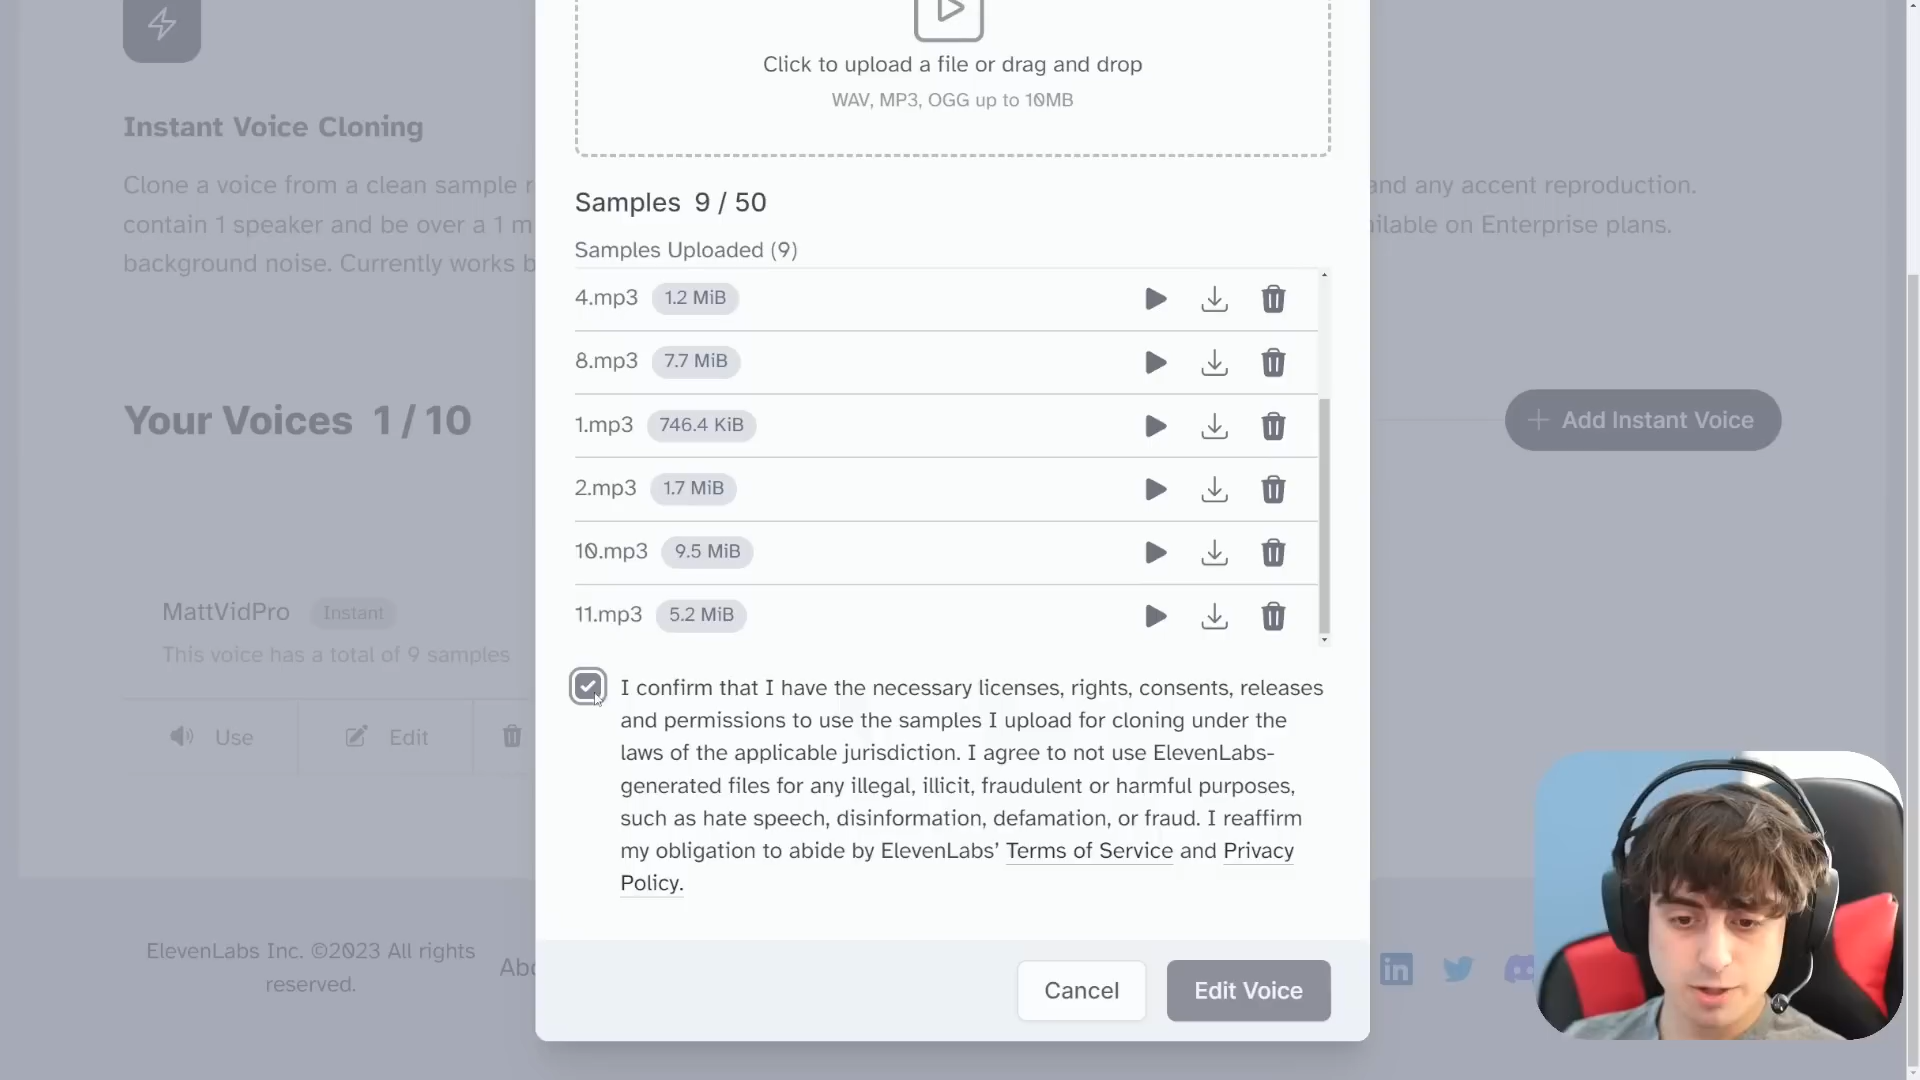 Click to upload a file or drag and drop
WAV, MP3, OGG up to 10MB
Instant Voice Cloning
Clone a voice from a clean sample r
and any accent reproduction.
contain 1 speaker and be over a 1 m
ilable on Enterprise plans.
background noise. Currently works b
Samples 9 / 50
Samples Uploaded (9)
4.mp3 1.2 MiB
8.mp3 7.7 MiB
1.mp3 746.4 KiB
2.mp3 1.7 MiB
10.mp3 9.5 MiB
11.mp3 5.2 MiB
Your Voices 1 / 10
Add Instant Voice
MattVidPro Instant
This voice has a total of 9 samples
Use Edit
I confirm that I have the necessary licenses, rights, consents, releases
and permissions to use the samples I upload for cloning under the
laws of the applicable jurisdiction. I agree to not use ElevenLabs-
generated files for any illegal, illicit, fraudulent or harmful purposes,
such as hate speech, disinformation, defamation, or fraud. I reaffirm
my obligation to abide by ElevenLabs’ Terms of Service and Privacy
Policy.
Cancel Edit Voice
ElevenLabs Inc. ©2023 All rights
reserved.
Abo
in